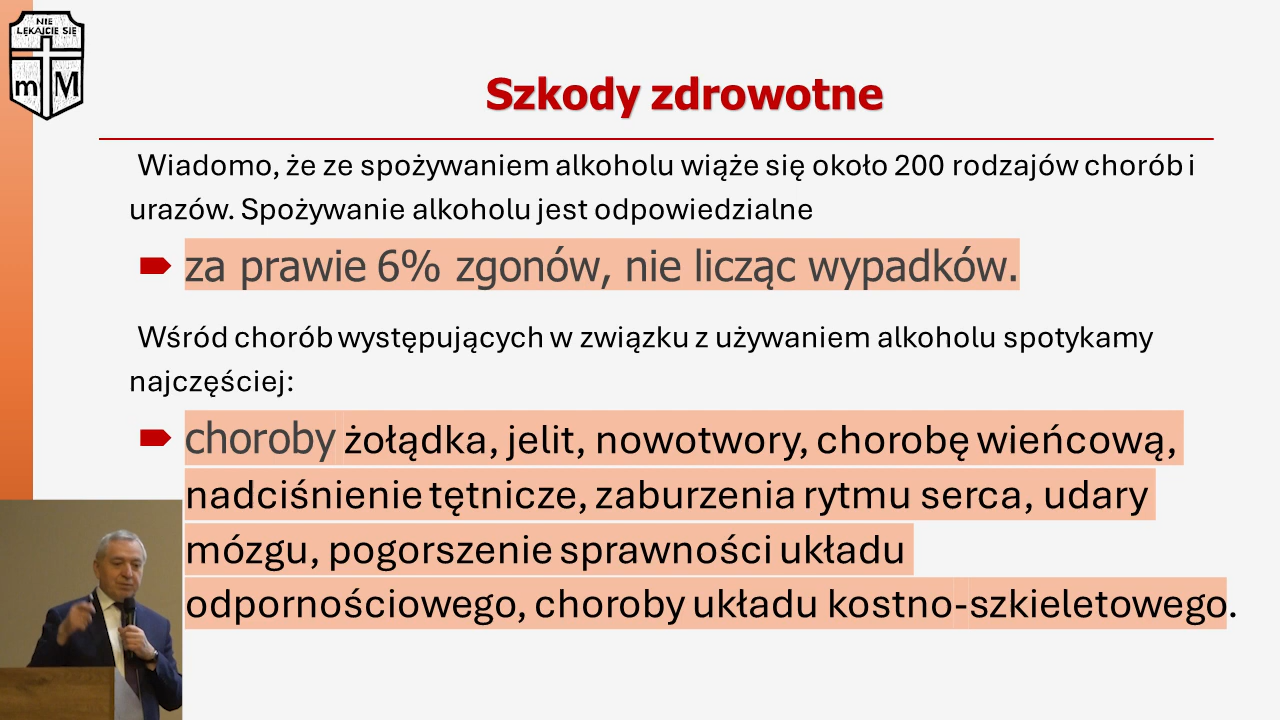 NIE
LĘKAJCIE SIĘ
m M
Szkody zdrowotne
Wiadomo, że ze spożywaniem alkoholu wiąże się około 200 rodzajów chorób i
urazów. Spożywanie alkoholu jest odpowiedzialne
za prawie 6% zgonów, nie licząc wypadków.
Wśród chorób występujących w związku z używaniem alkoholu spotykamy
najczęściej:
choroby żołądka, jelit, nowotwory, chorobę wieńcową,
nadciśnienie tętnicze, zaburzenia rytmu serca, udary
mózgu, pogorszenie sprawności układu
odpornościowego, choroby układu kostno-szkieletowego.